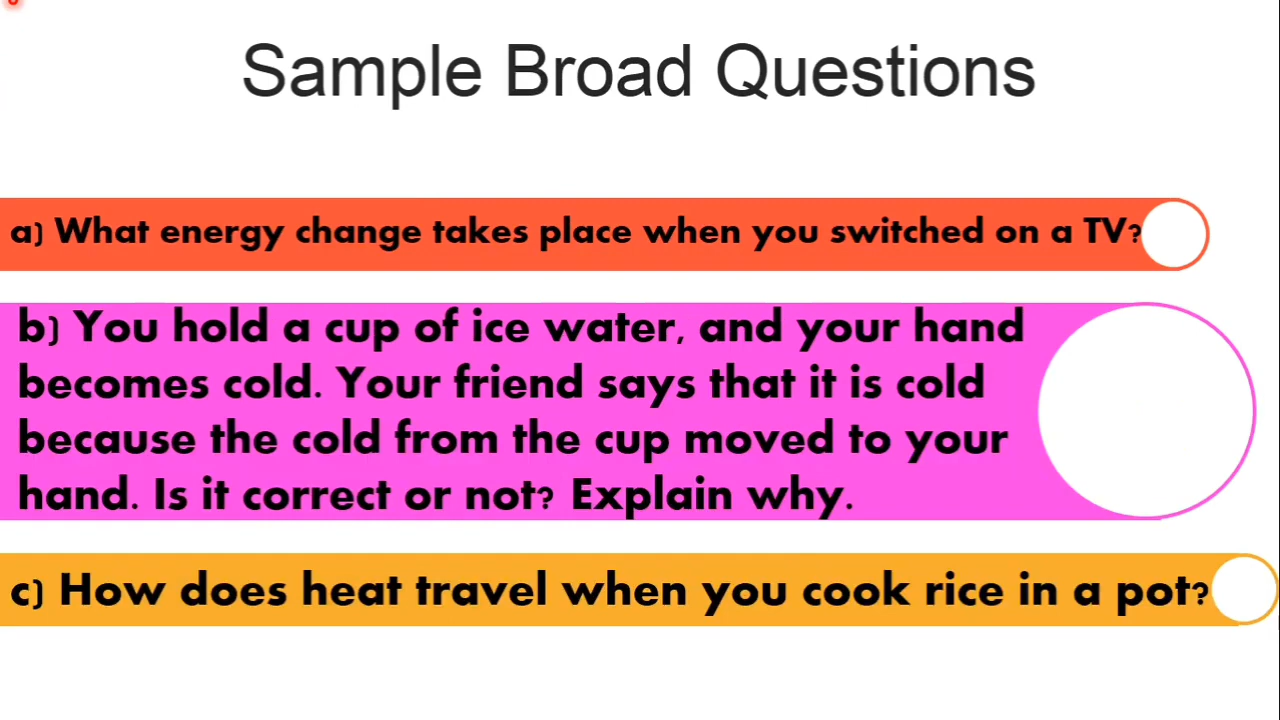 Sample Broad Questions
a) What energy change takes place when you switched on a TV?
b) You hold a cup of ice water, and your hand
becomes cold. Your friend says that it is cold
because the cold from the cup moved to your
hand. Is it correct or not? Explain why.
c) How does heat travel when you cook rice in a pot?